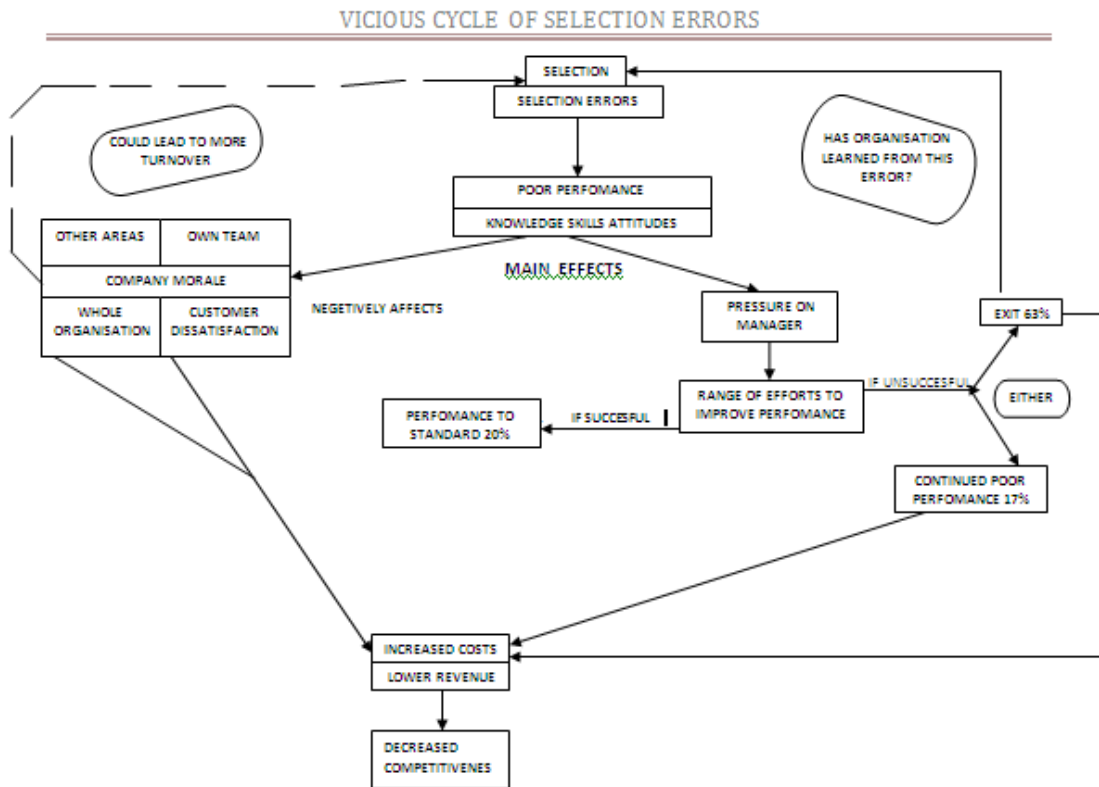 VICIOUS CYCLE OF SELECTION ERRORS
SELECTION
SELECTION ERRORS
COULD LEAD TO MORE
TURNOVER
HAS ORGANISATION
LEARNED FROM THIS
ERROR?
POOR PERFOMANCE
KNOWLEDGE SKILLS ATTITUDES
OTHER AREAS
OWN TEAM
COMPANY MORALE
WHOLE
ORGANISATION
CUSTOMER
DISSATISFACTION
MAIN EFFECTS
NEGETIVELY AFFECTS
PRESSURE ON
MANAGER
EXIT 63%
RANGE OF EFFORTS TO
IMPROVE PERFOMANCE
IF UNSUCCESFUL
EITHER
PERFOMANCE TO
STANDARD 20%
IF SUCCESFUL
CONTINUED POOR
PERFOMANCE 17%
INCREASED COSTS
LOWER REVENUE
DECREASED
COMPETITIVENES